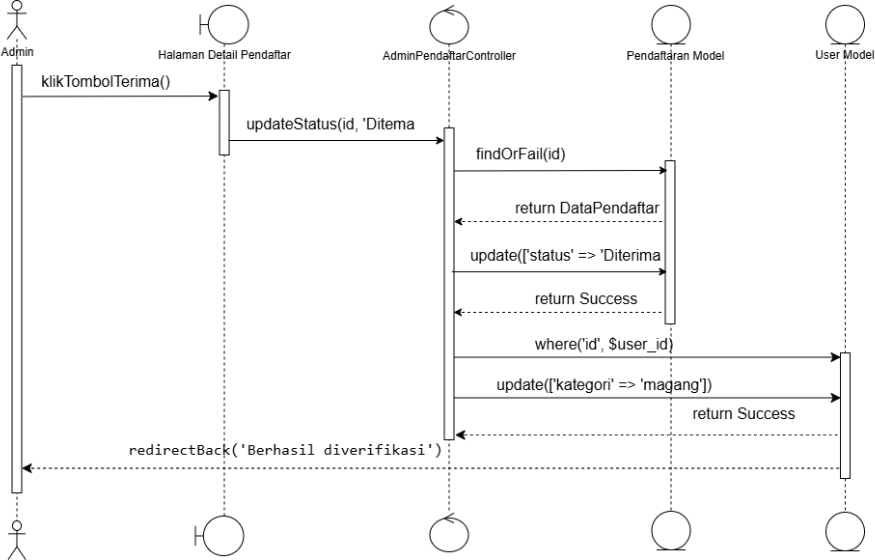 Admin
Halaman Detail Pendaftar
AdminPendaftarController
Pendaftaran Model
User Model
klikTombolTerima()
updateStatus(id, 'Ditema
findOrFail(id)
return DataPendaftar
update(['status' => 'Diterima
return Success
where('id', $user_id)
update(['kategori' => 'magang'])
return Success
redirectBack('Berhasil diverifikasi')